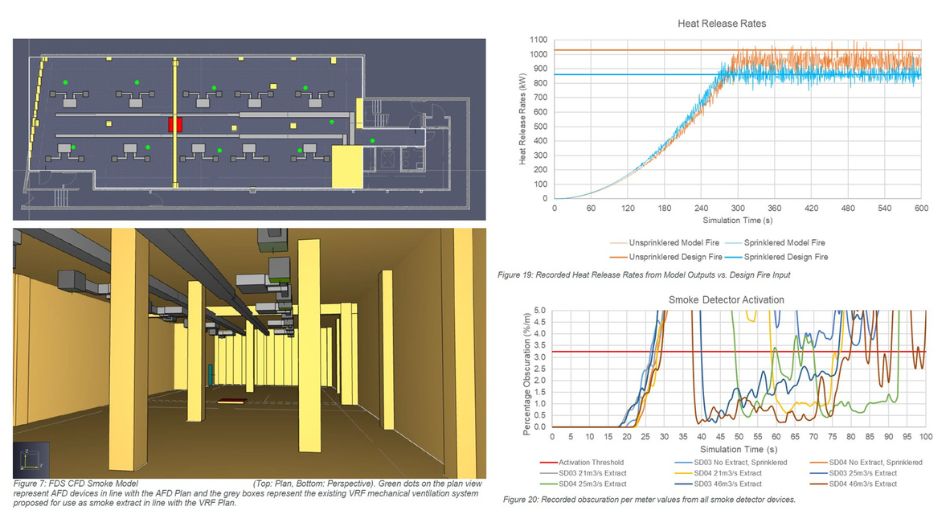 Heat Release Rates
Heat Release Rates (kW)
1100
1000
900
800
700
600
500
400
300
200
100
0
0 60 120 180 240 300 360 420 480 540 600
Simulation Time (s)
Unsprinklered Model Fire Sprinklered Model Fire
Unsprinklered Design Fire Sprinklered Design Fire
Figure 19: Recorded Heat Release Rates from Model Outputs vs. Design Fire Input
Smoke Detector Activation
Percentage Obscuration (%/m)
5.0
4.5
4.0
3.5
3.0
2.5
2.0
1.5
1.0
0.5
0.0
0 5 10 15 20 25 30 35 40 45 50 55 60 65 70 75 80 85 90 95 100
Simulation Time (s)
Activation Threshold SD03 No Extract, Sprinklered SD04 No Extract, Sprinklered
SD03 21m3/s Extract SD04 21m3/s Extract SD03 25m3/s Extract
SD04 25m3/s Extract SD03 46m3/s Extract SD04 46m3/s Extract
Figure 20: Recorded obscuration per meter values from all smoke detector devices.
Figure 7: FDS CFD Smoke Model (Top: Plan, Bottom: Perspective). Green dots on the plan view
represent AFD devices in line with the AFD Plan and the grey boxes represent the existing VRF mechanical ventilation system
proposed for use as smoke extract in line with the VRF Plan.